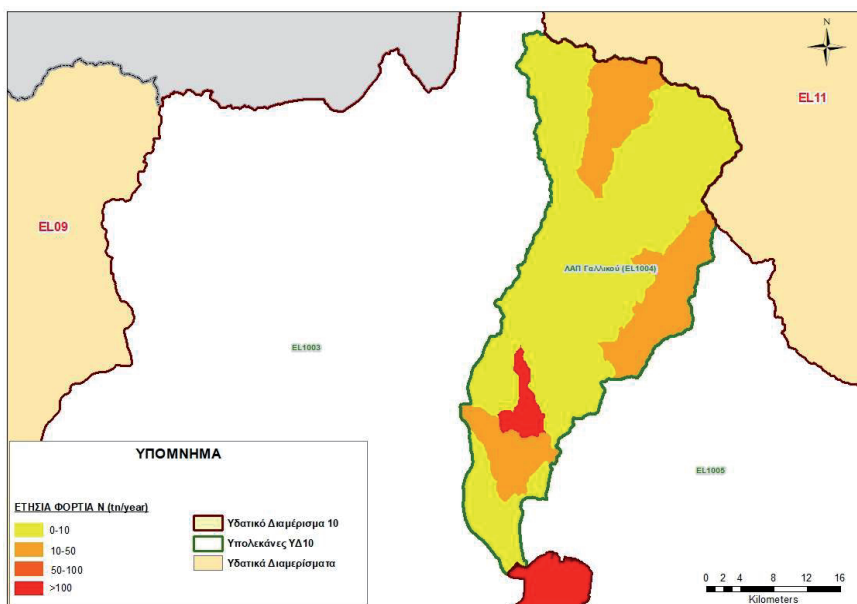 N
EL11
EL09
ΛΑΠ Γαλλικού (EL1004)
EL1003
EL1005
ΥΠΟΜΝΗΜΑ
ΕΤΗΣΙΑ ΦΟΡΤΙΑ Ν (tn/year)
0-10
10-50
50-100
>100
Υδατικό Διαμέρισμα 10
Υπολεκάνες ΥΔ10
Υδατικά Διαμερίσματα
0 2 4 8 12 16
Kilometers